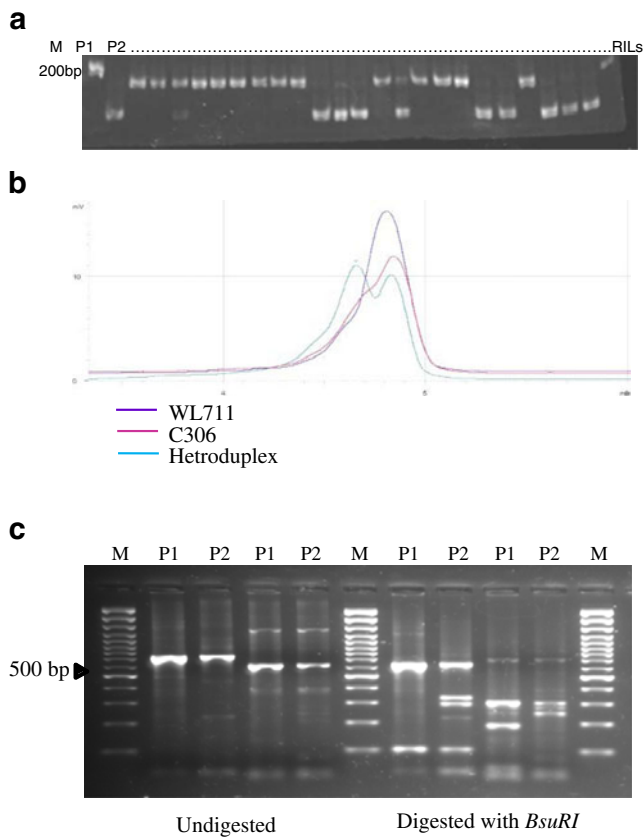 a
M P1 P2 ........................................................................RILs
200bp
b
mV
10
0
4 5 min
WL711
C306
Hetroduplex
c
M P1 P2 P1 P2 M P1 P2 P1 P2 M
500 bp
Undigested Digested with BsuRI